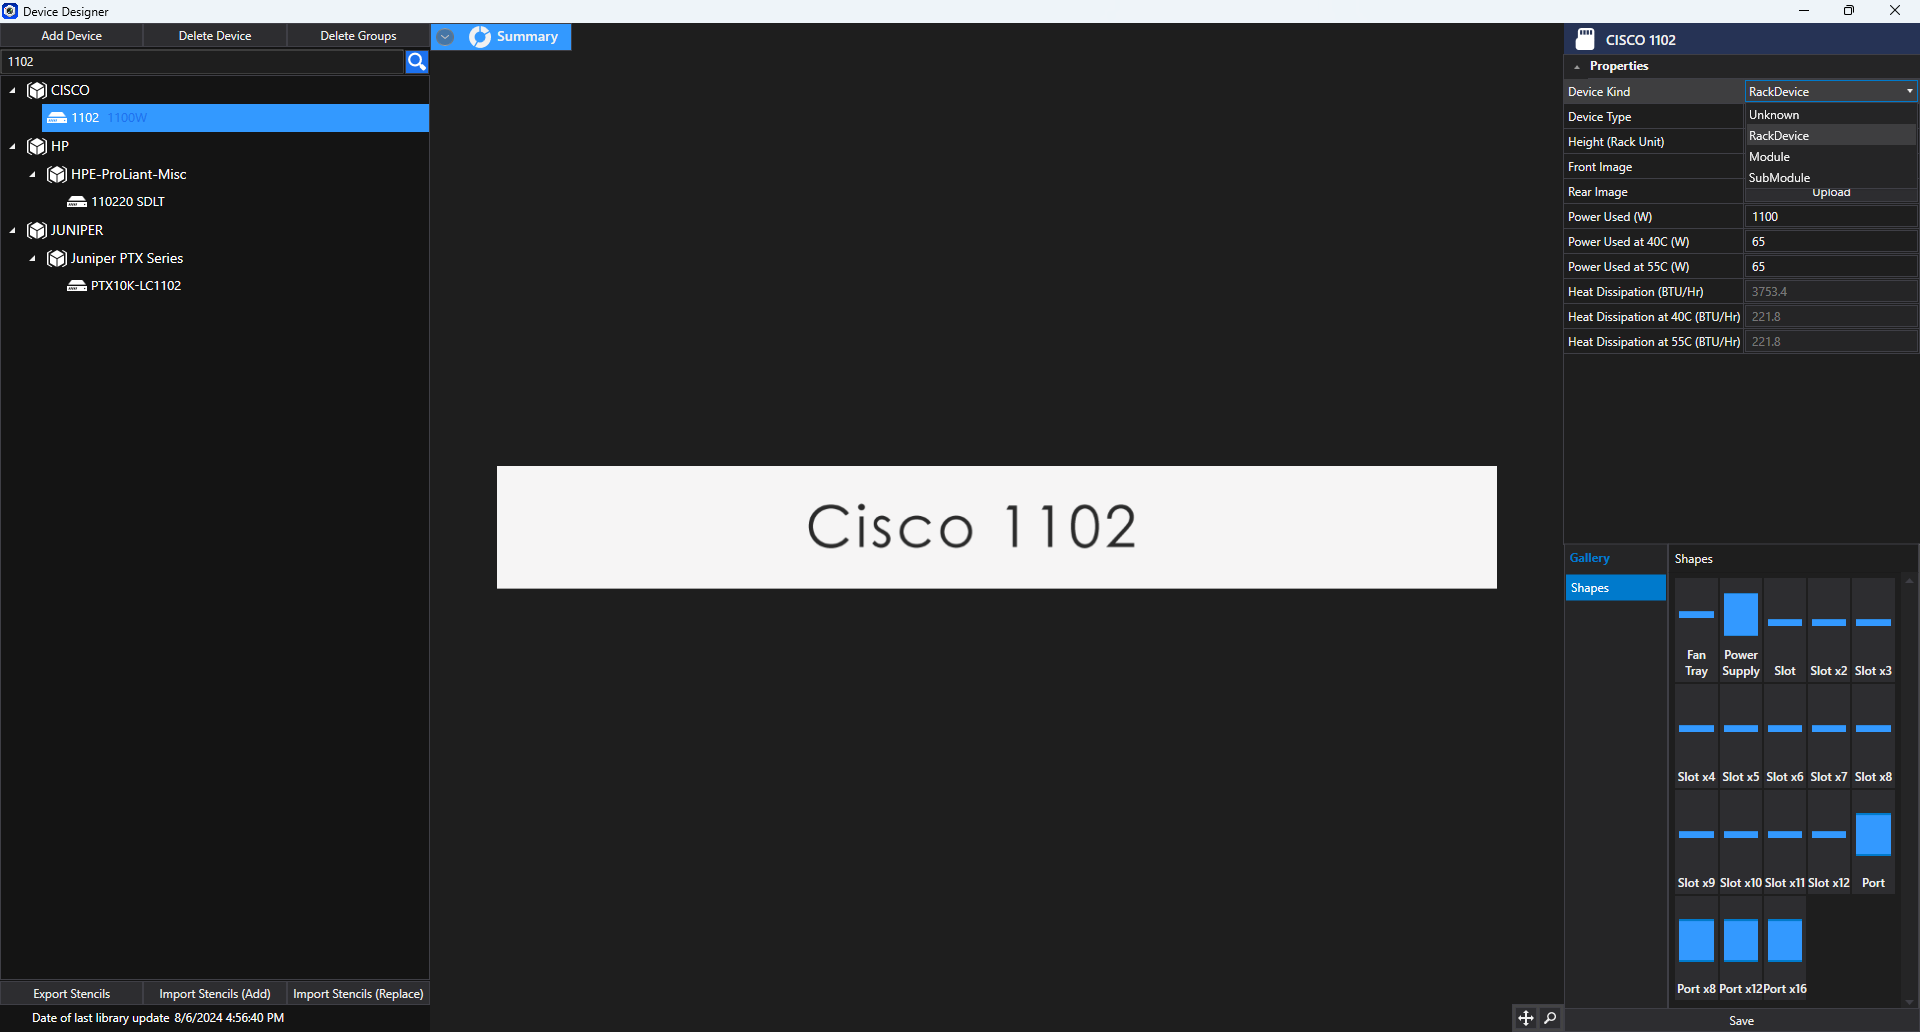 Device Designer
Add Device
Delete Device
Delete Groups
Summary
1102
CISCO
1102 1100W
HP
HPE-ProLiant-Misc
110220 SDLT
JUNIPER
Juniper PTX Series
PTX10K-LC1102
Cisco 1102
CISCO 1102
Properties
Device Kind
RackDevice
Device Type
Unknown
RackDevice
Height (Rack Unit)
Module
Front Image
SubModule
Rear Image
Upload
Power Used (W)
1100
Power Used at 40C (W)
65
Power Used at 55C (W)
65
Heat Dissipation (BTU/Hr)
3753.4
Heat Dissipation at 40C (BTU/Hr)
221.8
Heat Dissipation at 55C (BTU/Hr)
221.8
Gallery
Shapes
Shapes
Fan
Tray
Power
Supply
Slot
Slot x2
Slot x3
Slot x4
Slot x5
Slot x6
Slot x7
Slot x8
Slot x9
Slot x10
Slot x11
Slot x12
Port
Port x8
Port x12
Port x16
Save
Export Stencils
Import Stencils (Add)
Import Stencils (Replace)
Date of last library update 8/6/2024 4:56:40 PM